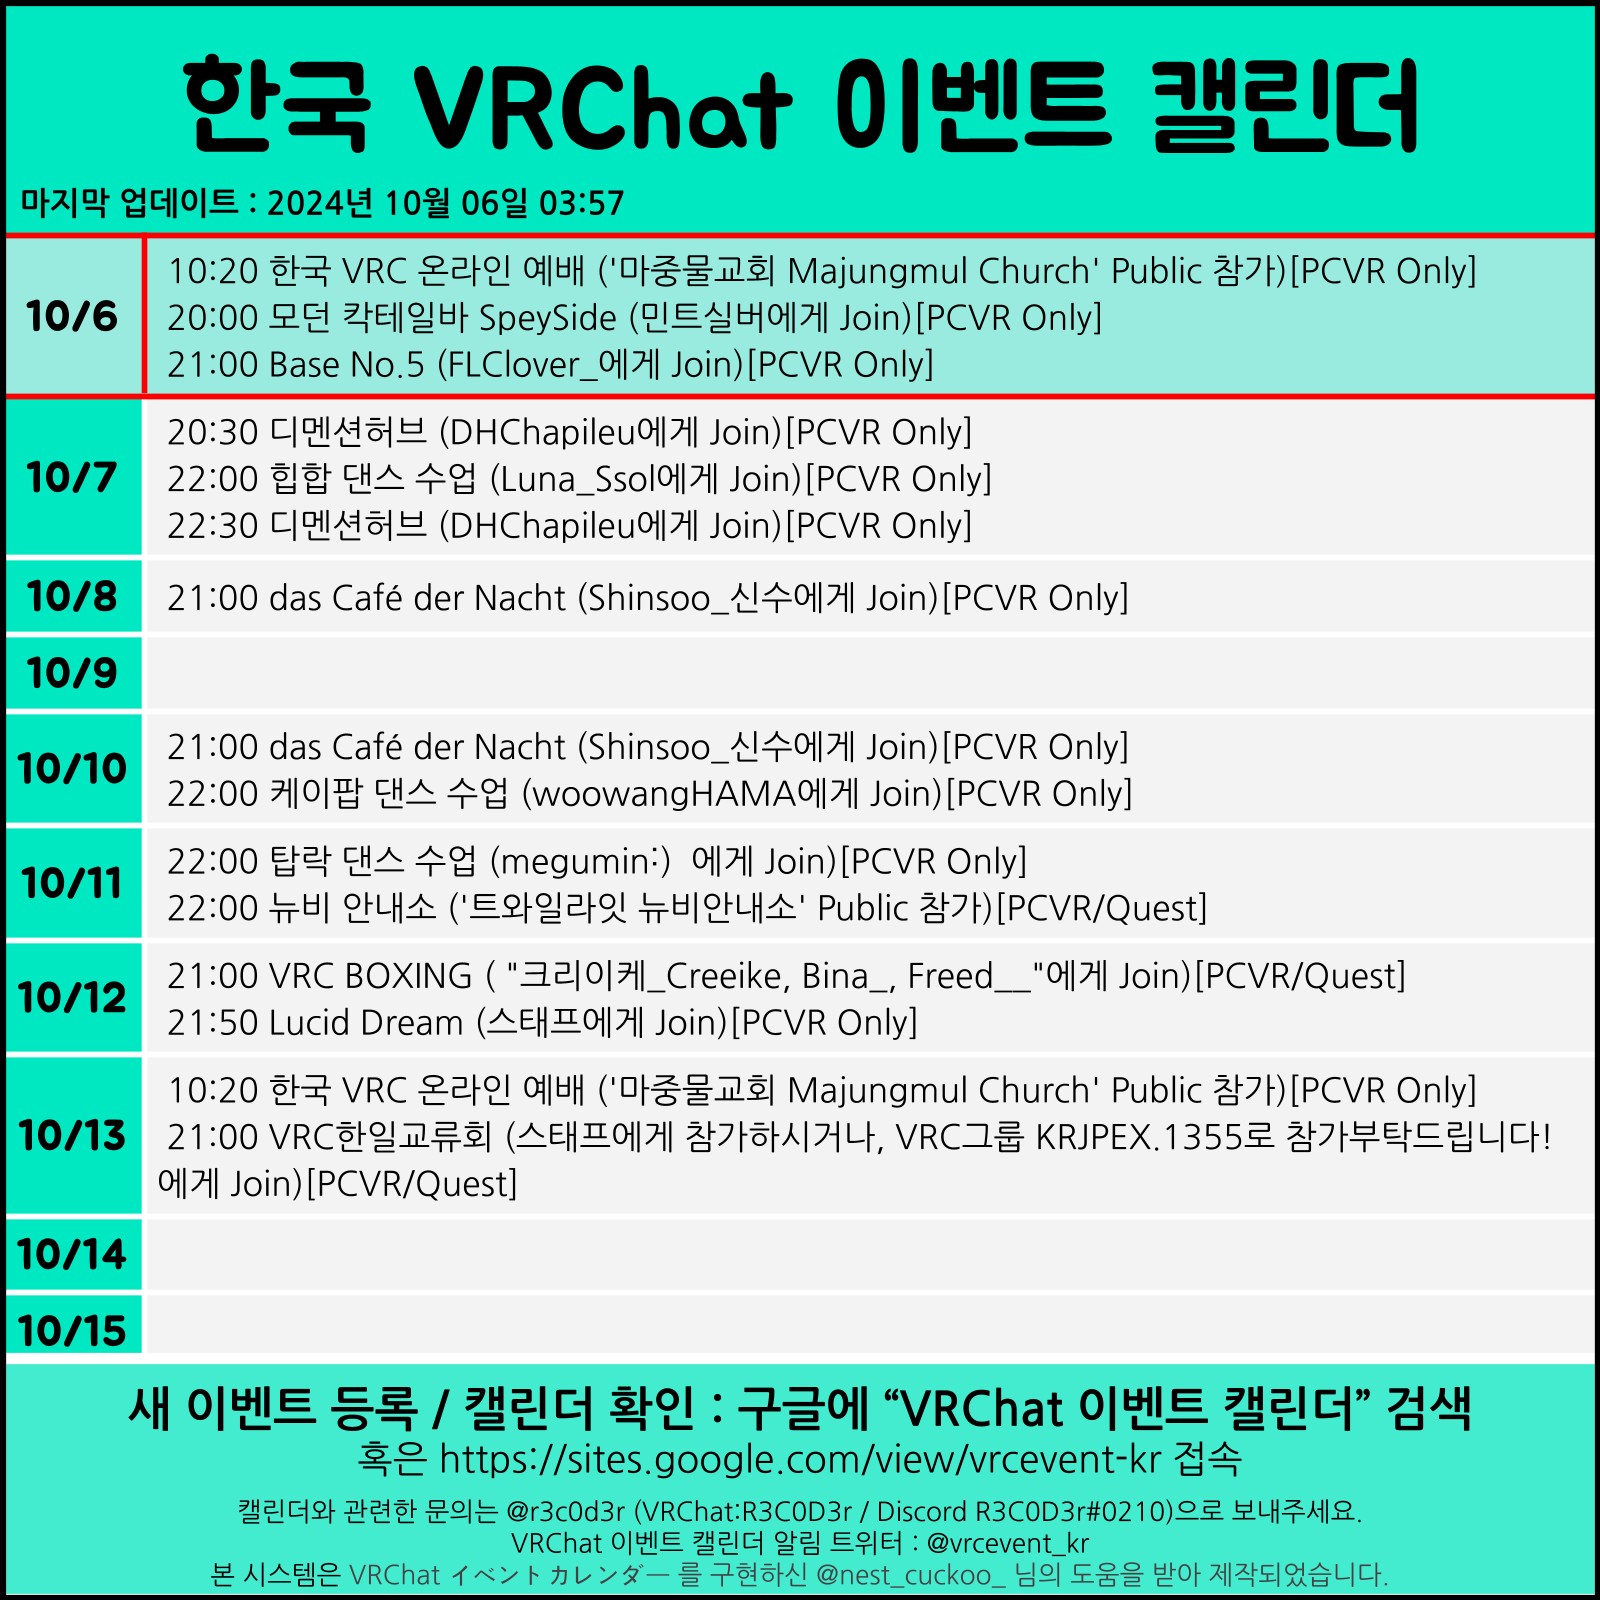 한국 VRChat 이벤트 캘린더
마지막 업데이트 : 2024년 10월 06일 03:57
10/6
10:20 한국 VRC 온라인 예배 ('마중물교회 Majungmul Church' Public 참가)[PCVR Only]
20:00 모던 칵테일바 SpeySide (민트실버에게 Join)[PCVR Only]
21:00 Base No.5 (FLClover_에게 Join)[PCVR Only]
10/7
20:30 디멘션허브 (DHChapileu에게 Join)[PCVR Only]
22:00 힙합 댄스 수업 (Luna_Ssol에게 Join)[PCVR Only]
22:30 디멘션허브 (DHChapileu에게 Join)[PCVR Only]
10/8
21:00 das Café der Nacht (Shinsoo_신수에게 Join)[PCVR Only]
10/9
10/10
21:00 das Café der Nacht (Shinsoo_신수에게 Join)[PCVR Only]
22:00 케이팝 댄스 수업 (woowangHAMA에게 Join)[PCVR Only]
10/11
22:00 탑락 댄스 수업 (megumin:)  에게 Join)[PCVR Only]
22:00 뉴비 안내소 ('트와일라잇 뉴비안내소' Public 참가)[PCVR/Quest]
10/12
21:00 VRC BOXING ( "크리이케_Creeike, Bina_, Freed__"에게 Join)[PCVR/Quest]
21:50 Lucid Dream (스태프에게 Join)[PCVR Only]
10/13
10:20 한국 VRC 온라인 예배 ('마중물교회 Majungmul Church' Public 참가)[PCVR Only]
21:00 VRC한일교류회 (스태프에게 참가하시거나, VRC그룹 KRJPEX.1355로 참가부탁드립니다!
에게 Join)[PCVR/Quest]
10/14
10/15
새 이벤트 등록 / 캘린더 확인 : 구글에 “VRChat 이벤트 캘린더” 검색
혹은 https://sites.google.com/view/vrcevent-kr 접속
캘린더와 관련한 문의는 @r3c0d3r (VRChat:R3C0D3r / Discord R3C0D3r#0210)으로 보내주세요.
VRChat 이벤트 캘린더 알림 트위터 : @vrcevent_kr
본 시스템은 VRChat イベントカレンダー 를 구현하신 @nest_cuckoo_ 님의 도움을 받아 제작되었습니다.